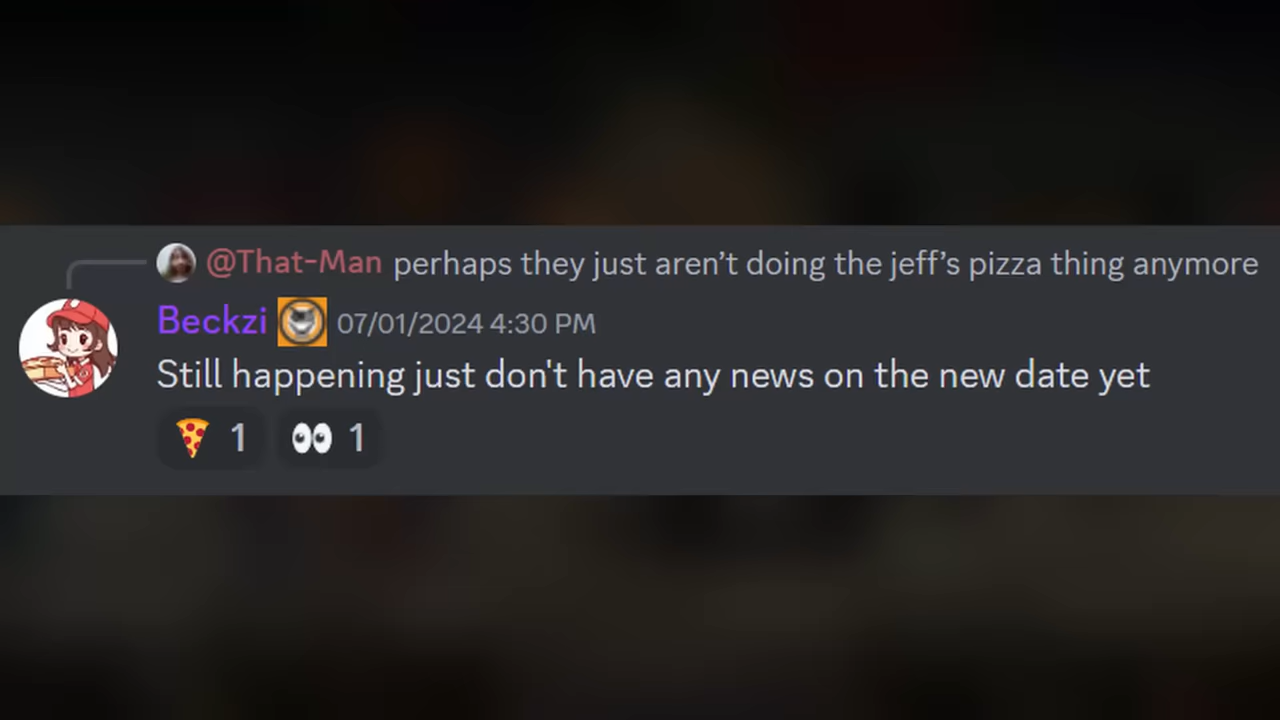 @That-Man perhaps they just aren’t doing the jeff’s pizza thing anymore
Beckzi 07/01/2024 4:30 PM
Still happening just don't have any news on the new date yet
1 1